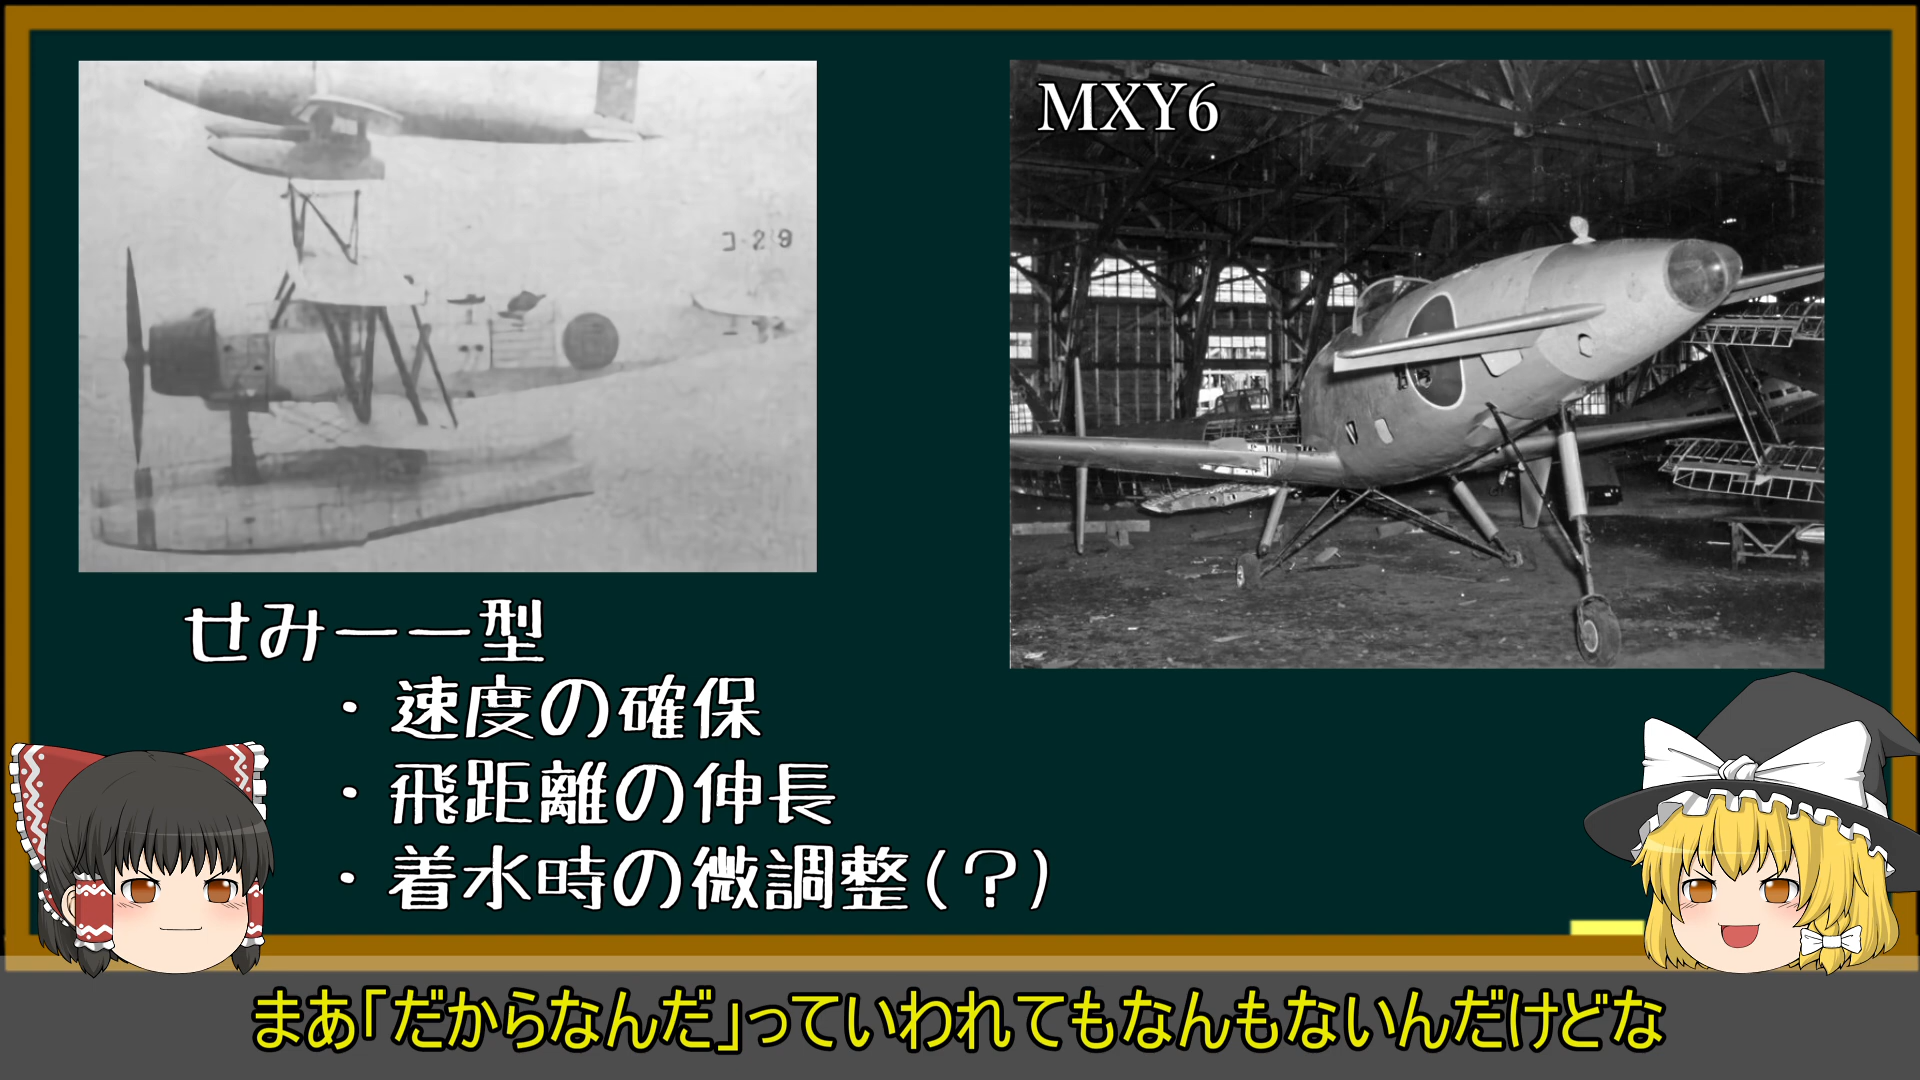 MXY6
コ-29
せみ一一型
・速度の確保
・飛距離の伸長
・着水時の微調整(?)
まあ「だからなんだ」っていわれてもなんもないんだけどな